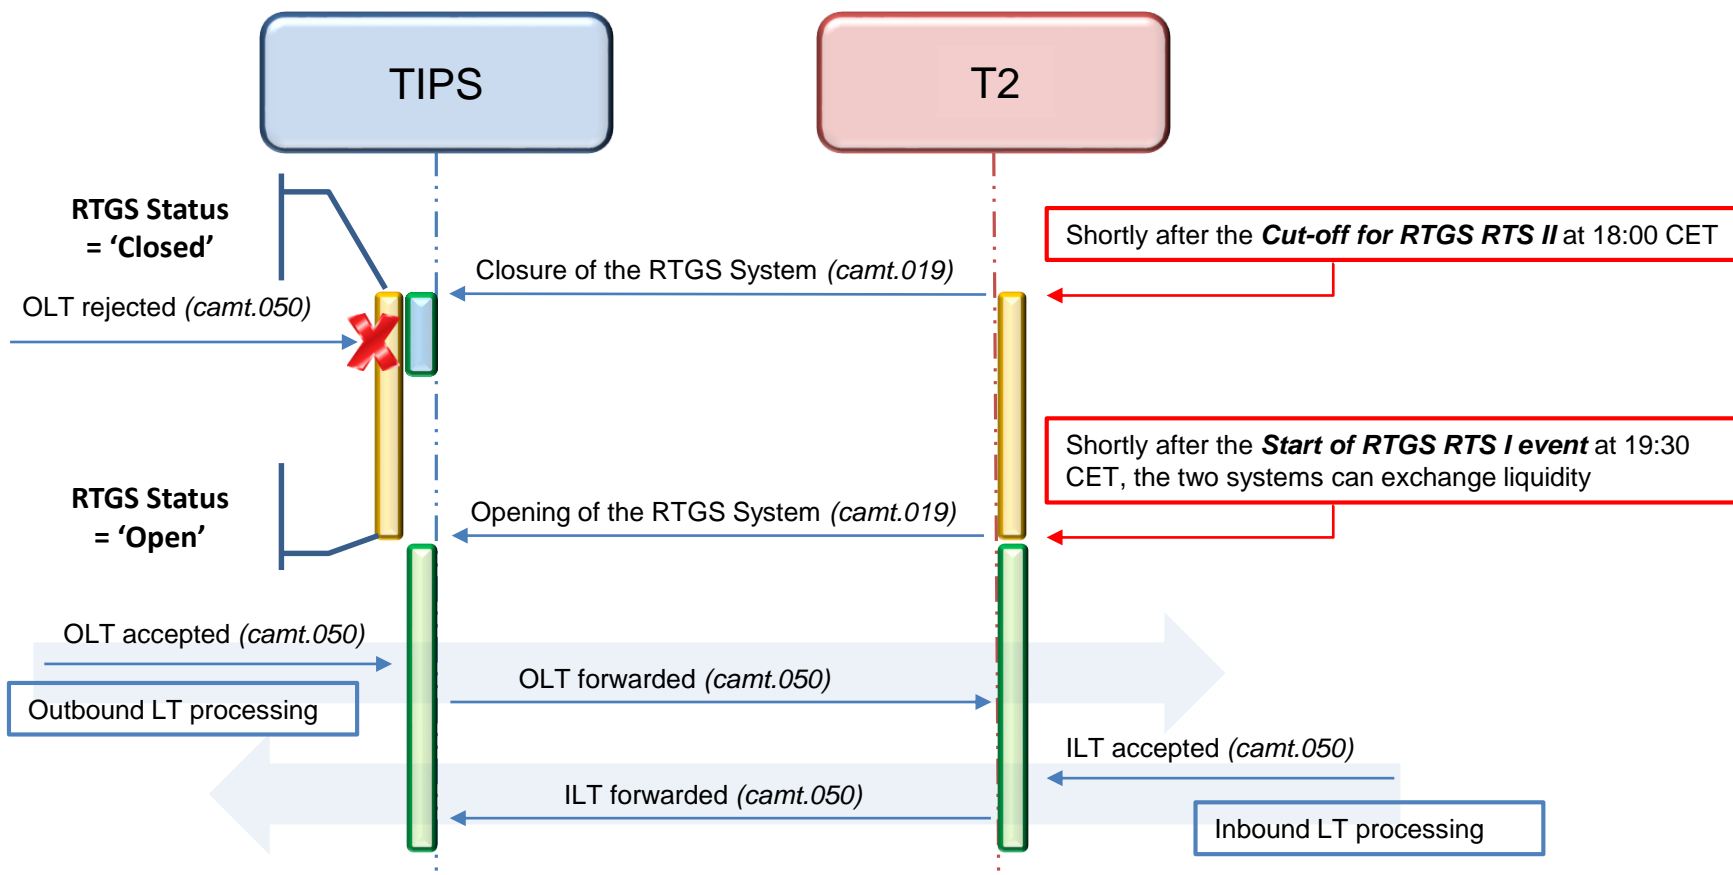 TIPS
T2
RTGS Status
= ‘Closed’
Shortly after the Cut-off for RTGS RTS II at 18:00 CET
Closure of the RTGS System (camt.019)
OLT rejected (camt.050)
Shortly after the Start of RTGS RTS I event at 19:30
CET, the two systems can exchange liquidity
RTGS Status
= ‘Open’
Opening of the RTGS System (camt.019)
OLT accepted (camt.050)
OLT forwarded (camt.050)
Outbound LT processing
ILT accepted (camt.050)
ILT forwarded (camt.050)
Inbound LT processing